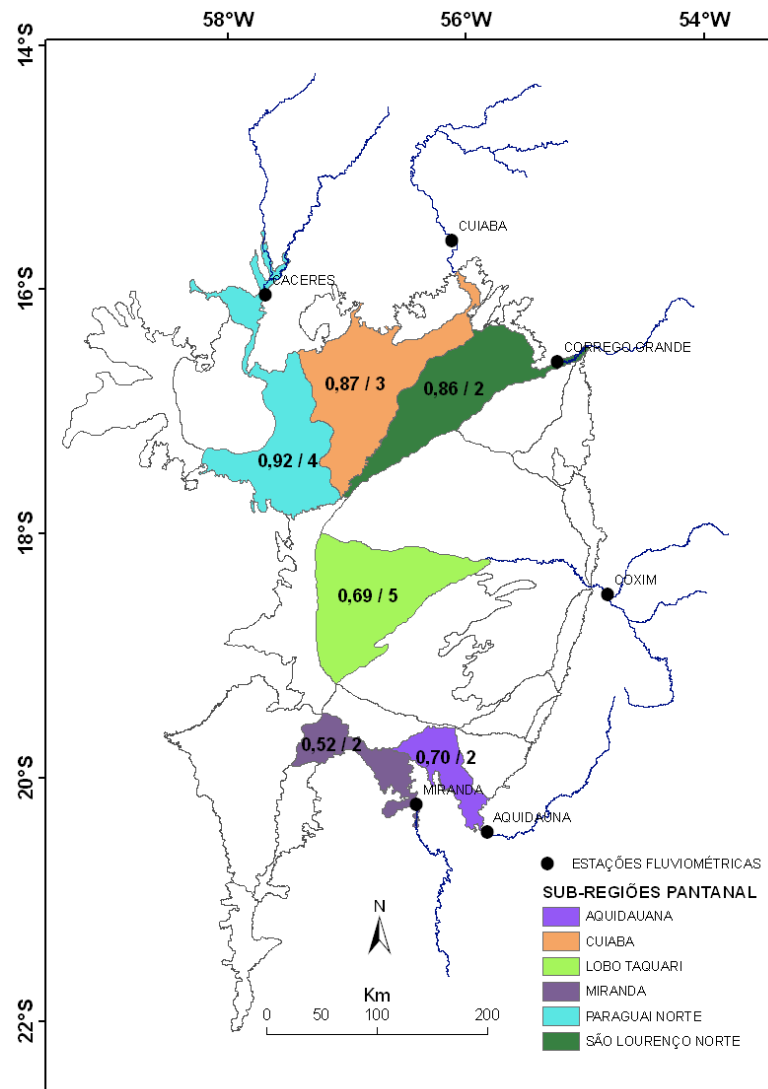 58°W 56°W 54°W
14°S
CUIABA
16°S
CACERES
CORREGO GRANDE
0,87 / 3
0,86 / 2
0,92 / 4
18°S
COXIM
0,69 / 5
0,52 / 2
0,70 / 2
20°S
MIRANDA
AQUIDAUNA
ESTAÇÕES FLUVIOMÉTRICAS
SUB-REGIÕES PANTANAL
AQUIDAUANA
CUIABA
LOBO TAQUARI
MIRANDA
PARAGUAI NORTE
SÃO LOURENÇO NORTE
N
Km
0 50 100 200
22°S